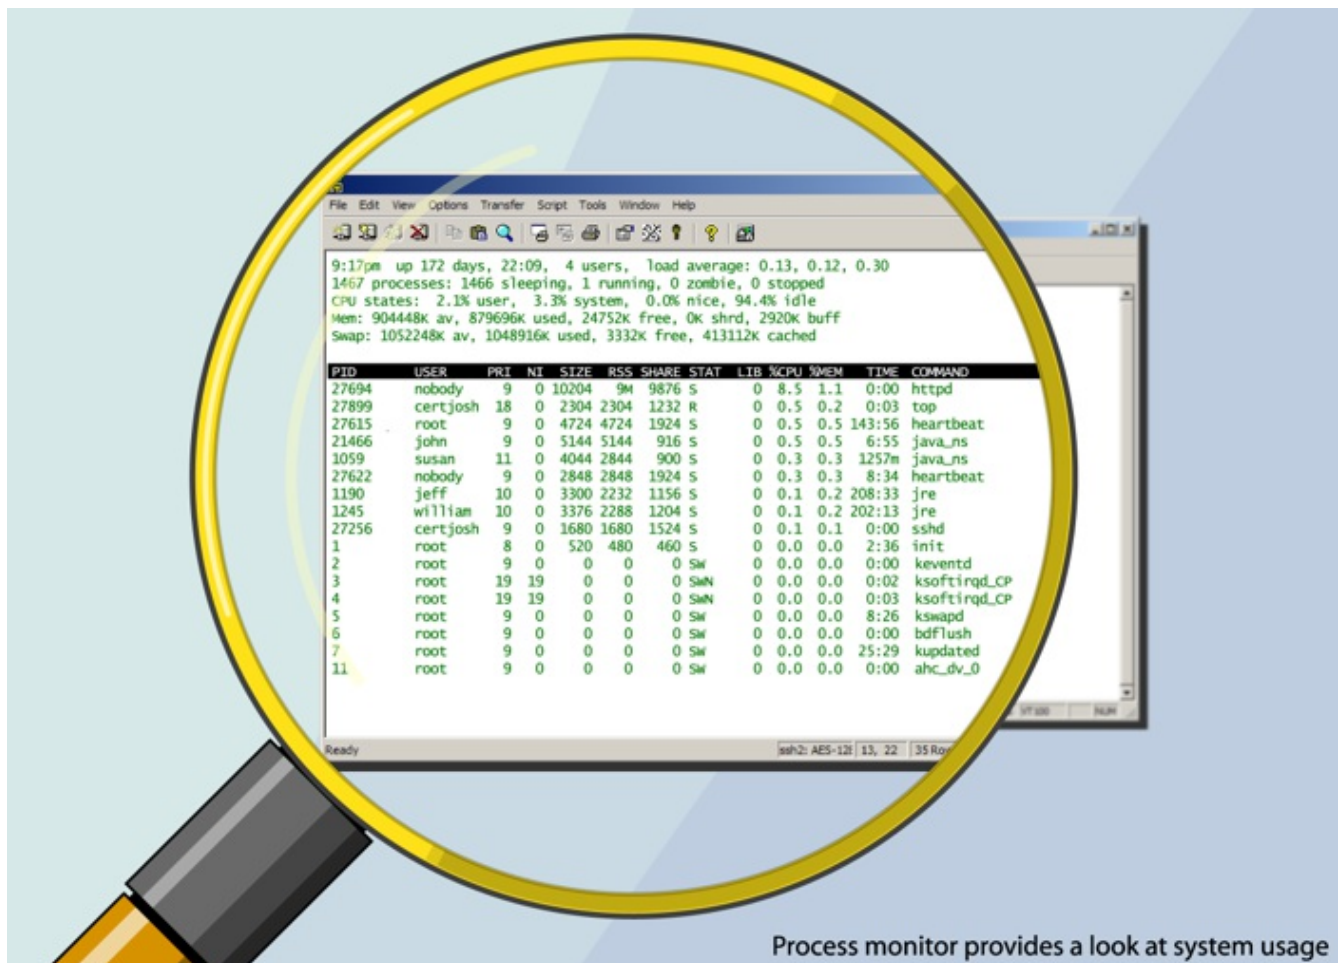 File Edit View Options Transfer Script Tools Window Help
9:17pm up 172 days, 22:09, 4 users, load average: 0.13, 0.12, 0.30
1467 processes: 1466 sleeping, 1 running, 0 zombie, 0 stopped
CPU states: 2.1% user, 3.3% system, 0.0% nice, 94.4% idle
Mem: 904448K av, 879696K used, 24752K free, 0K shrd, 2920K buff
Swap: 1052248K av, 1048916K used, 3332K free, 413112K cached
PID USER PRI NI SIZE RSS SHARE STAT LIB %CPU %MEM TIME COMMAND
27694 nobody 9 0 10204 9M 9876 S 0 8.5 1.1 0:00 httpd
27899 certjosh 18 0 2304 2304 1232 R 0 0.5 0.2 0:03 top
27615 root 9 0 4724 4724 1924 S 0 0.5 0.5 143:56 heartbeat
21466 john 9 0 5144 5144 916 S 0 0.5 0.5 6:55 java_ns
1059 susan 11 0 4044 2844 900 S 0 0.3 0.3 1257m java_ns
27622 nobody 9 0 2848 2848 1924 S 0 0.3 0.3 8:34 heartbeat
1190 jeff 10 0 3300 2232 1156 S 0 0.1 0.2 208:33 jre
1245 william 10 0 3376 2288 1204 S 0 0.1 0.2 202:13 jre
27256 certjosh 9 0 1680 1680 1524 S 0 0.1 0.1 0:00 sshd
1 root 8 0 520 480 460 S 0 0.0 0.0 2:36 init
2 root 9 0 0 0 0 SW 0 0.0 0.0 0:00 keventd
3 root 19 19 0 0 0 SWN 0 0.0 0.0 0:02 ksoftirqd_CP
4 root 19 19 0 0 0 SWN 0 0.0 0.0 0:03 ksoftirqd_CP
5 root 9 0 0 0 0 SW 0 0.0 0.0 8:26 kswapd
6 root 9 0 0 0 0 SW 0 0.0 0.0 0:00 bdflush
7 root 9 0 0 0 0 SW 0 0.0 0.0 25:29 kupdated
11 root 9 0 0 0 0 SW 0 0.0 0.0 0:00 ahc_dv_0
VT100 NUM
Ready ssh2: AES-128 13, 22 35 Row
Process monitor provides a look at system usage